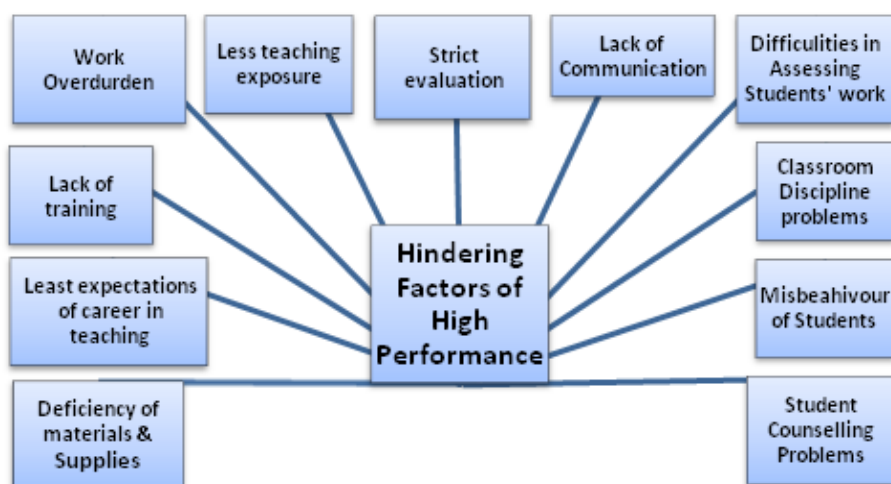 Work
Overdurden
Less teaching
exposure
Strict
evaluation
Lack of
Communication
Difficulities in
Assessing
Students' work
Lack of
training
Classroom
Discipline
problems
Hindering
Factors of
High
Performance
Least expectations
of career in
teaching
Misbeahivour
of Students
Deficiency of
materials &
Supplies
Student
Counselling
Problems